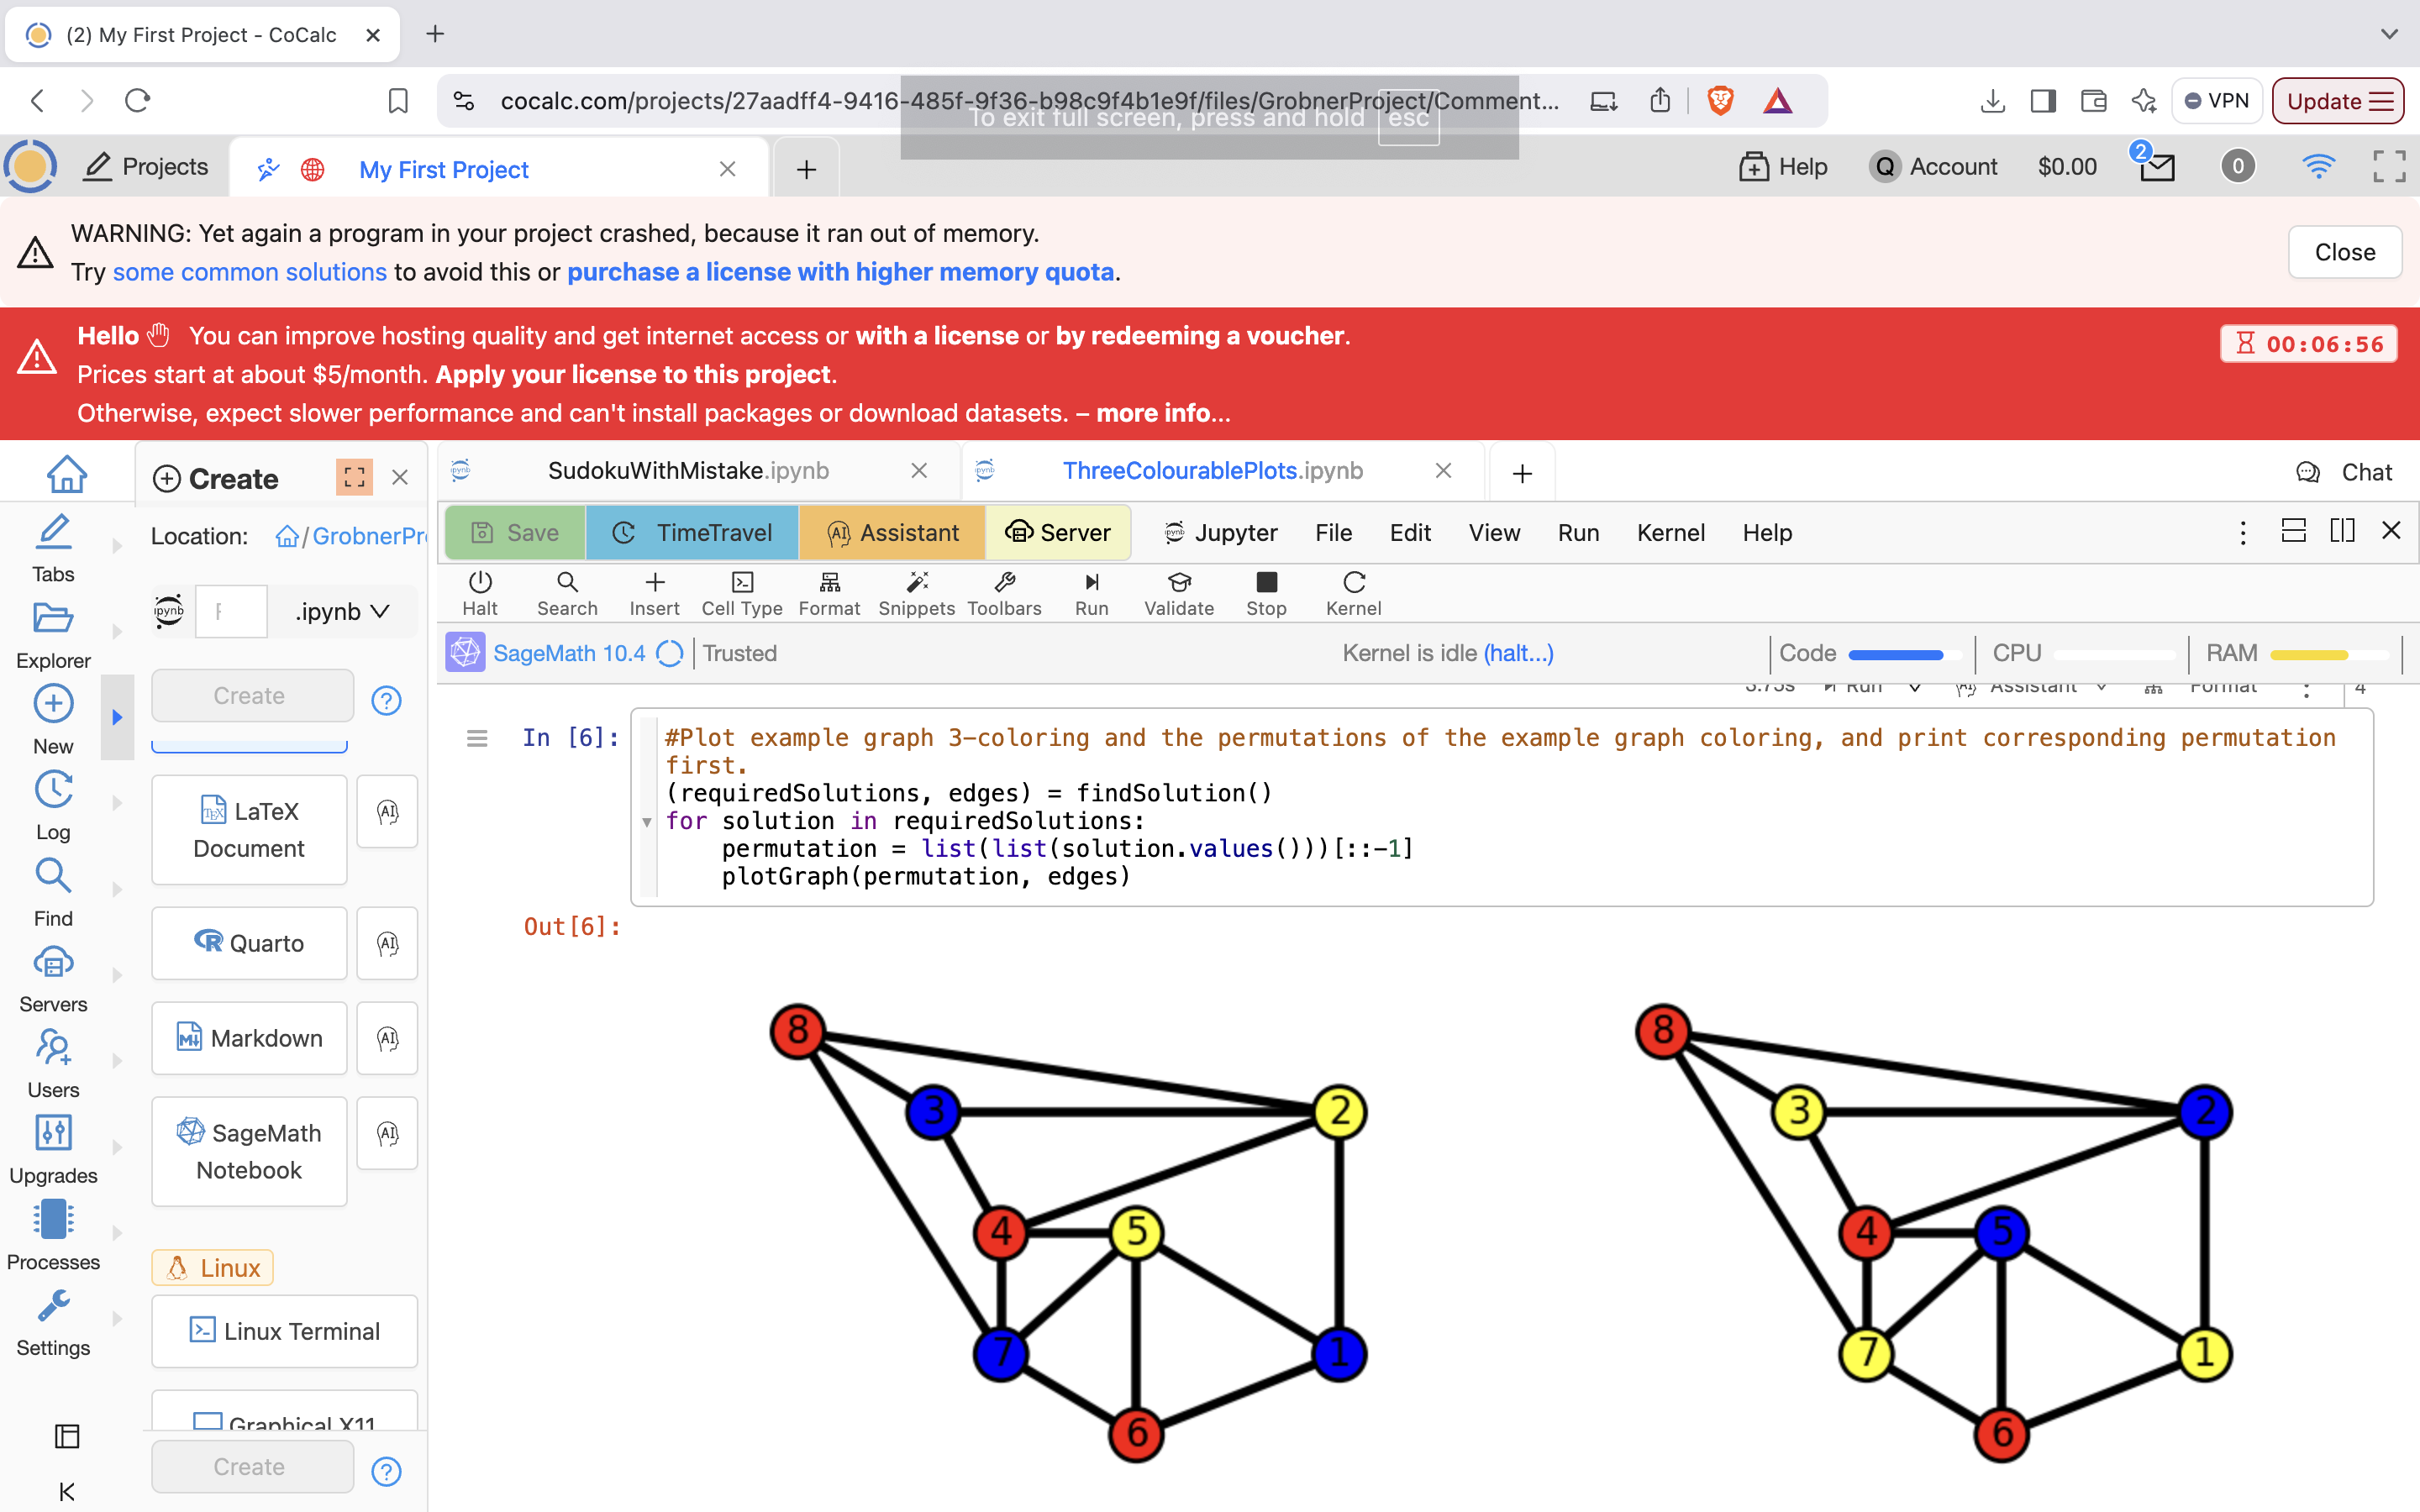 (2) My First Project - CoCalc
cocalc.com/projects/27aadff4-9416-485f-9f36-b98c9f4b1e9f/files/GrobnerProject/Comment...
VPN
Update
To exit full screen, press and hold esc
Projects
My First Project
Help
Q Account
$0.00
2
0
WARNING: Yet again a program in your project crashed, because it ran out of memory.
Try some common solutions to avoid this or purchase a license with higher memory quota.
Close
Hello You can improve hosting quality and get internet access or with a license or by redeeming a voucher.
Prices start at about $5/month. Apply your license to this project.
Otherwise, expect slower performance and can't install packages or download datasets. – more info...
00:06:56
Create
SudokuWithMistake.ipynb
ThreeColourablePlots.ipynb
Chat
Tabs
Explorer
New
Log
Find
Servers
Users
Upgrades
Processes
Settings
Location: / GrobnerPr
ipynb
.ipynb
Create
LaTeX
Document
AI
Quarto
AI
Markdown
AI
SageMath
Notebook
AI
Linux
Linux Terminal
Graphical X11
Create
Save
TimeTravel
AI Assistant
Server
Jupyter
File
Edit
View
Run
Kernel
Help
Halt
Search
Insert
Cell Type
Format
Snippets
Toolbars
Run
Validate
Stop
Kernel
SageMath 10.4
Trusted
Kernel is idle (halt...)
Code
CPU
RAM
3.73s Run Assistant Format 4
In [6]:
#Plot example graph 3-coloring and the permutations of the example graph coloring, and print corresponding permutation
first.
(requiredSolutions, edges) = findSolution()
for solution in requiredSolutions:
permutation = list(list(solution.values()))[::-1]
plotGraph(permutation, edges)
Out[6]:
8
3
2
4
5
7
1
6
8
3
2
4
5
7
1
6